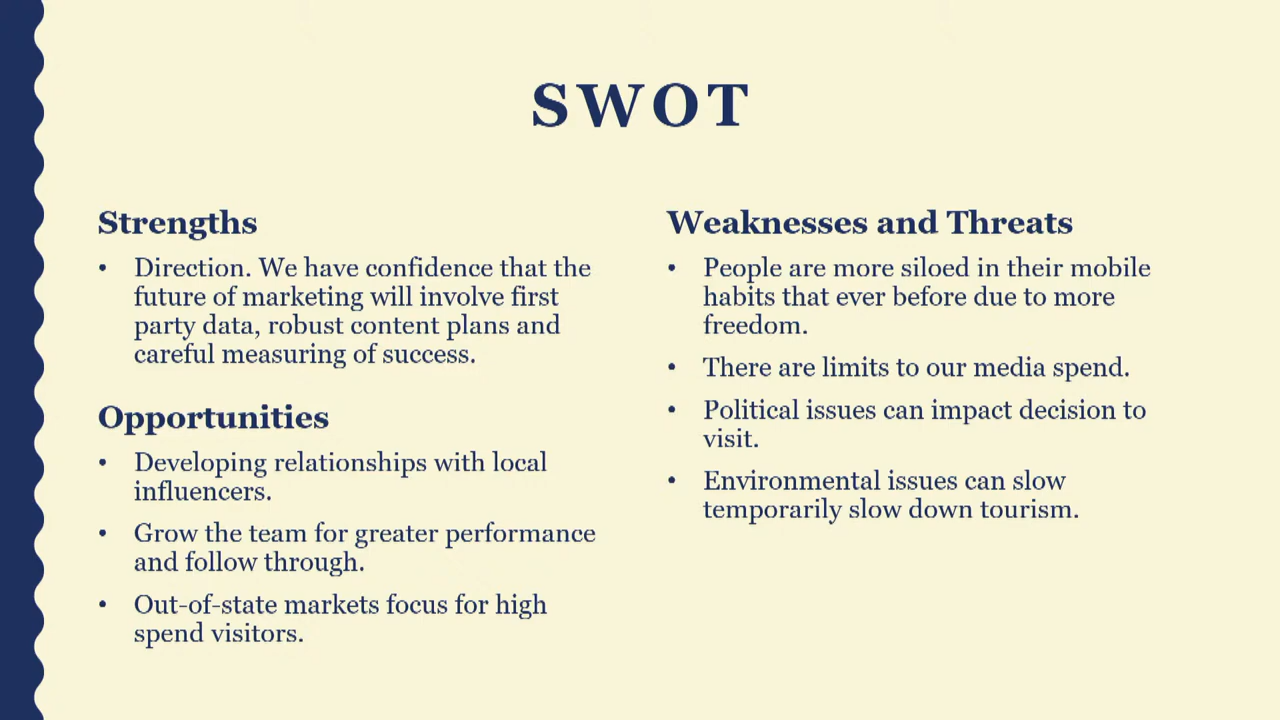 SWOT
Strengths
• Direction. We have confidence that the
future of marketing will involve first
party data, robust content plans and
careful measuring of success.
Opportunities
• Developing relationships with local
influencers.
• Grow the team for greater performance
and follow through.
• Out-of-state markets focus for high
spend visitors.
Weaknesses and Threats
• People are more siloed in their mobile
habits that ever before due to more
freedom.
• There are limits to our media spend.
• Political issues can impact decision to
visit.
• Environmental issues can slow
temporarily slow down tourism.